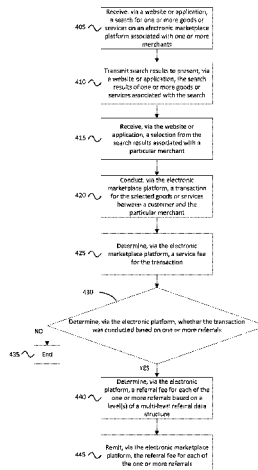 405
Receive, via a website or application,
a search for one or more goods or
services on an electronic marketplace
platform associated with one or more
merchants
410
Transmit search results to present, via
a website or application, the search
results of one or more goods or
services associated with the search
415
Receive, via the website or
application, a selection from the
search results associated with a
particular merchant
420
Conduct, via the electronic
marketplace platform, a transaction
for the selected goods or services
between a customer and the
particular merchant
425
Determine, via the electronic
marketplace platform, a service fee
for the transaction
430
Determine, via the electronic platform, whether the transaction
was conducted based on one or more referrals
NO
435
End
YES
440
Determine, via the electronic
platform, a referral fee for each of the
one or more referrals based on a
level(s) of a multi-level referral data
structure
445
Remit, via the electronic marketplace
platform, the referral fee for each of
the one or more referrals